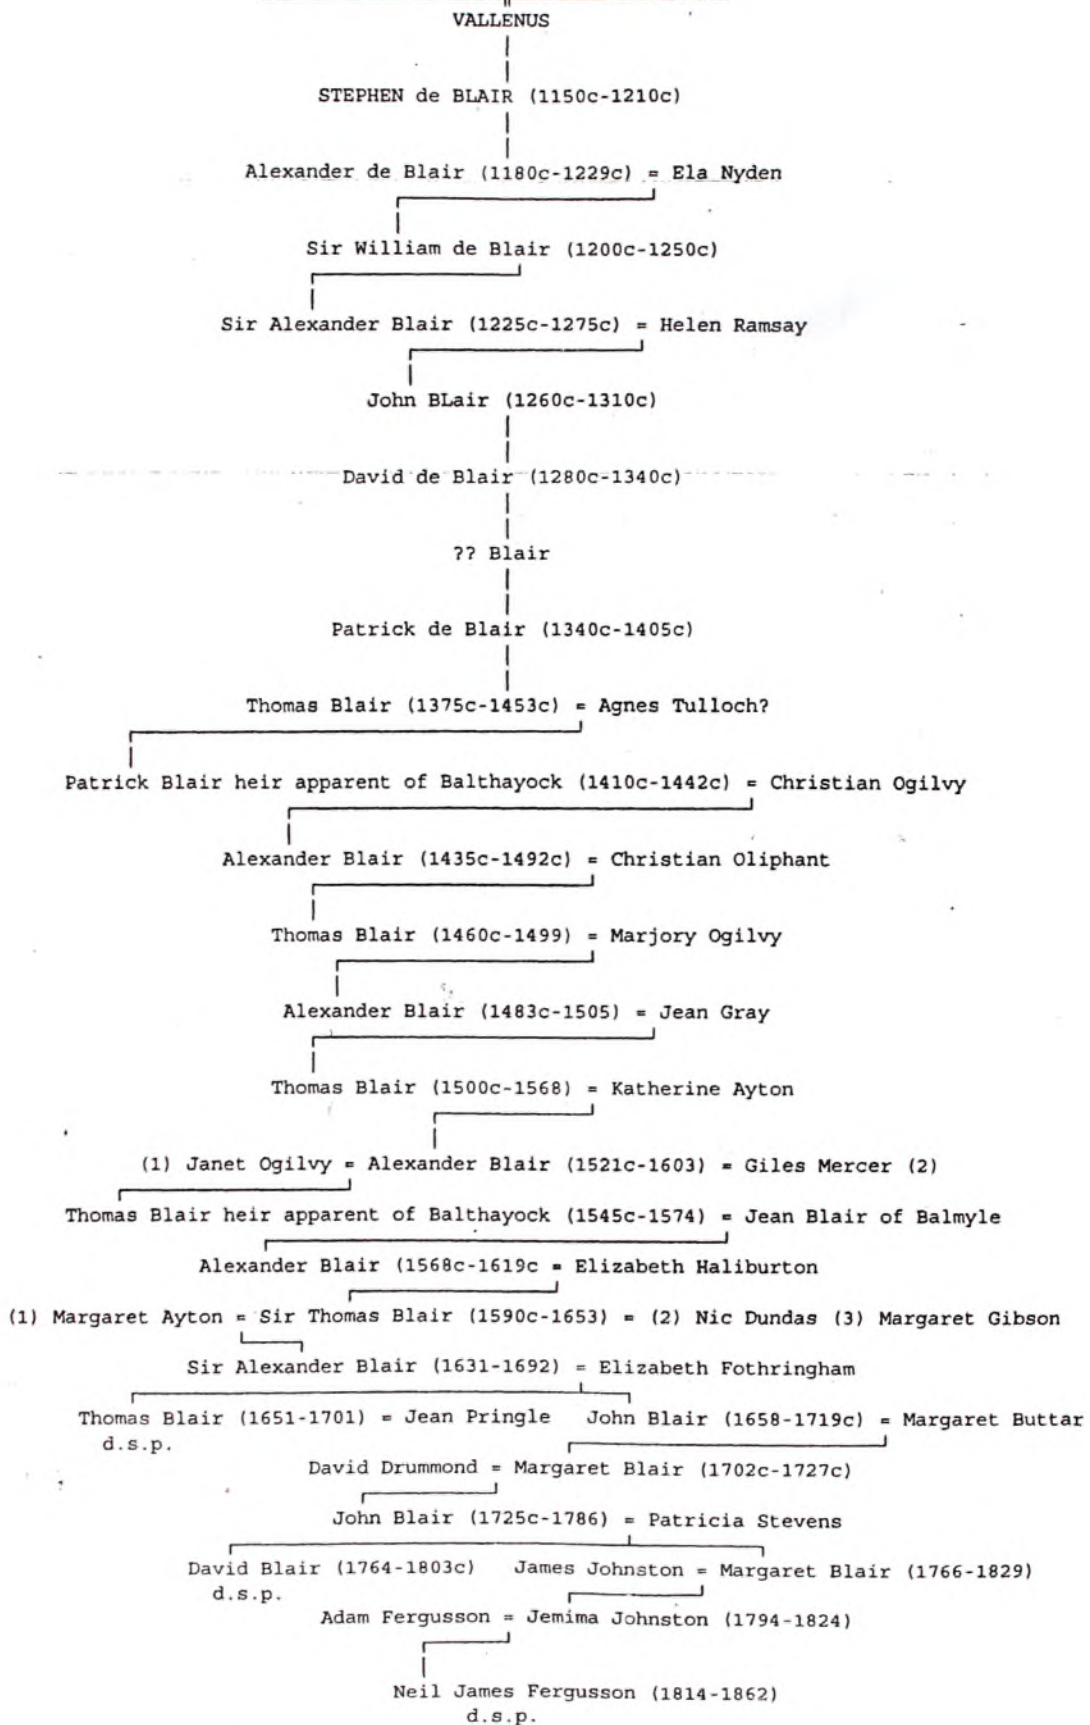 VALLENUS
STEPHEN de BLAIR (1150c-1210c)
Alexander de Blair (1180c-1229c) = Ela Nyden
Sir William de Blair (1200c-1250c)
Sir Alexander Blair (1225c-1275c) = Helen Ramsay
John BLair (1260c-1310c)
David de Blair (1280c-1340c)
?? Blair
Patrick de Blair (1340c-1405c)
Thomas Blair (1375c-1453c) = Agnes Tulloch?
Patrick Blair heir apparent of Balthayock (1410c-1442c) = Christian Ogilvy
Alexander Blair (1435c-1492c) = Christian Oliphant
Thomas Blair (1460c-1499) = Marjory Ogilvy
Alexander Blair (1483c-1505) = Jean Gray
Thomas Blair (1500c-1568) = Katherine Ayton
(1) Janet Ogilvy = Alexander Blair (1521c-1603) = Giles Mercer (2)
Thomas Blair heir apparent of Balthayock (1545c-1574) = Jean Blair of Balmyle
Alexander Blair (1568c-1619c = Elizabeth Haliburton
(1) Margaret Ayton = Sir Thomas Blair (1590c-1653) = (2) Nic Dundas (3) Margaret Gibson
Sir Alexander Blair (1631-1692) = Elizabeth Fothringham
Thomas Blair (1651-1701) = Jean Pringle John Blair (1658-1719c) = Margaret Buttar
d.s.p.
David Drummond = Margaret Blair (1702c-1727c)
John Blair (1725c-1786) = Patricia Stevens
David Blair (1764-1803c) James Johnston = Margaret Blair (1766-1829)
d.s.p.
Adam Fergusson = Jemima Johnston (1794-1824)
Neil James Fergusson (1814-1862)
d.s.p.